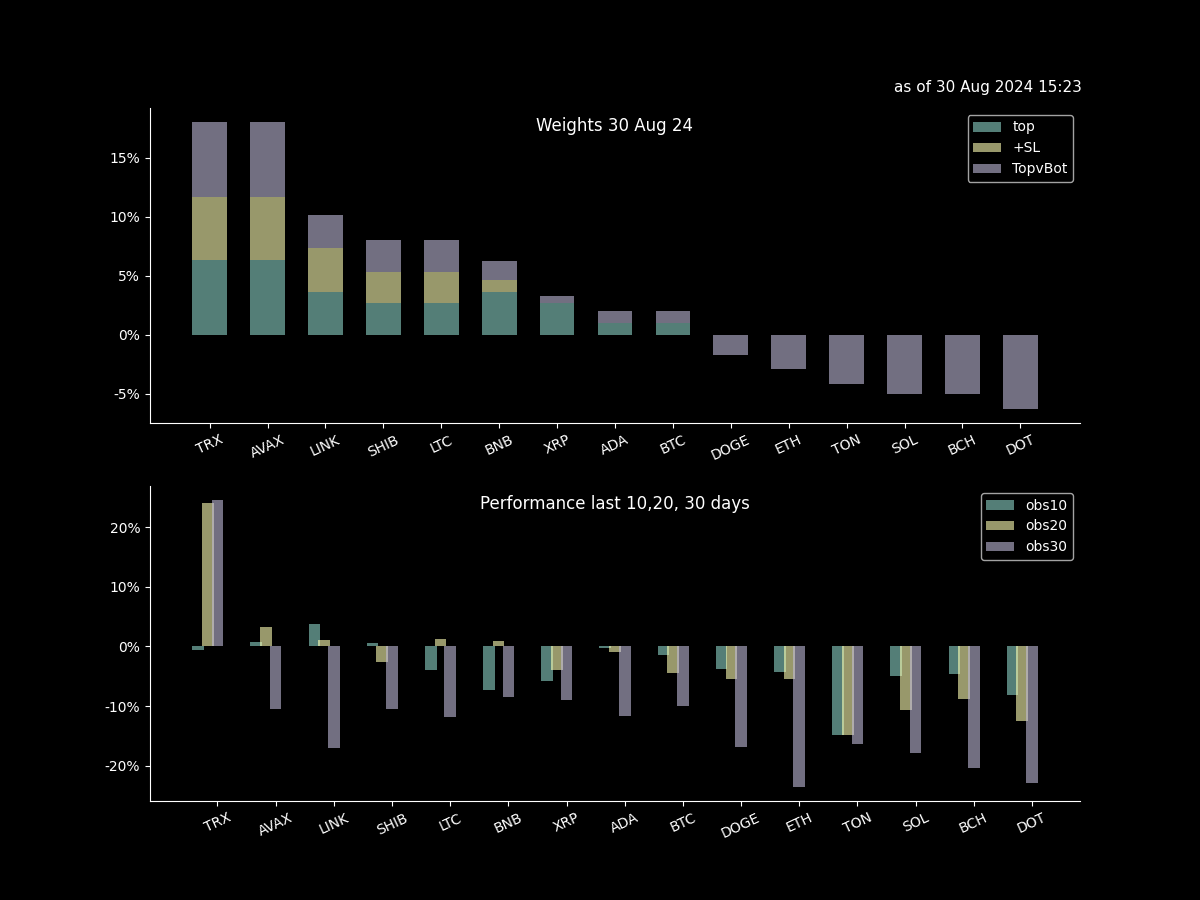 as of 30 Aug 2024 15:23
Weights 30 Aug 24
top
+SL
TopvBot
15%
10%
5%
0%
-5%
TRX AVAX LINK SHIB LTC BNB XRP ADA BTC DOGE ETH TON SOL BCH DOT
Performance last 10,20, 30 days
obs10
obs20
obs30
20%
10%
0%
-10%
-20%
TRX AVAX LINK SHIB LTC BNB XRP ADA BTC DOGE ETH TON SOL BCH DOT